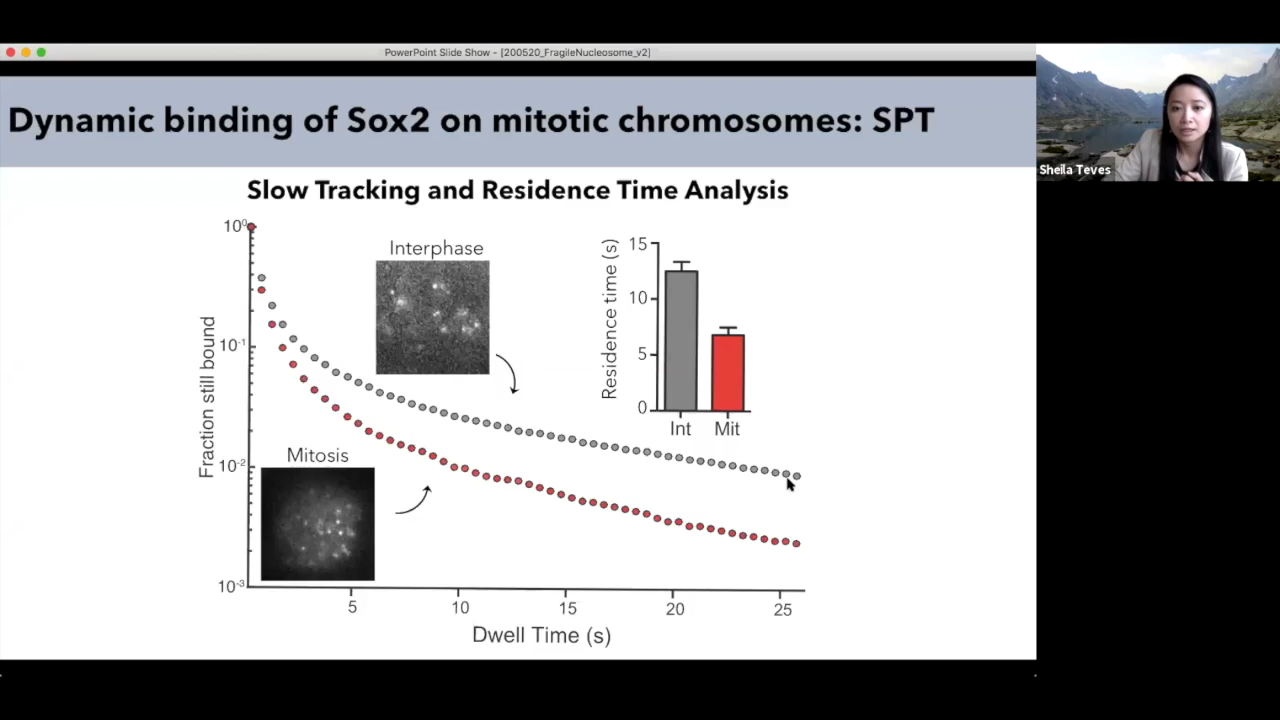 PowerPoint Slide Show - [200520_FragileNucleosome_v2]
Dynamic binding of Sox2 on mitotic chromosomes: SPT
Sheila Teves
Slow Tracking and Residence Time Analysis
Fraction still bound
10⁰
10⁻¹
10⁻²
10⁻³
Interphase
Mitosis
5
10
15
20
25
Dwell Time (s)
Residence time (s)
15
10
5
0
Int
Mit